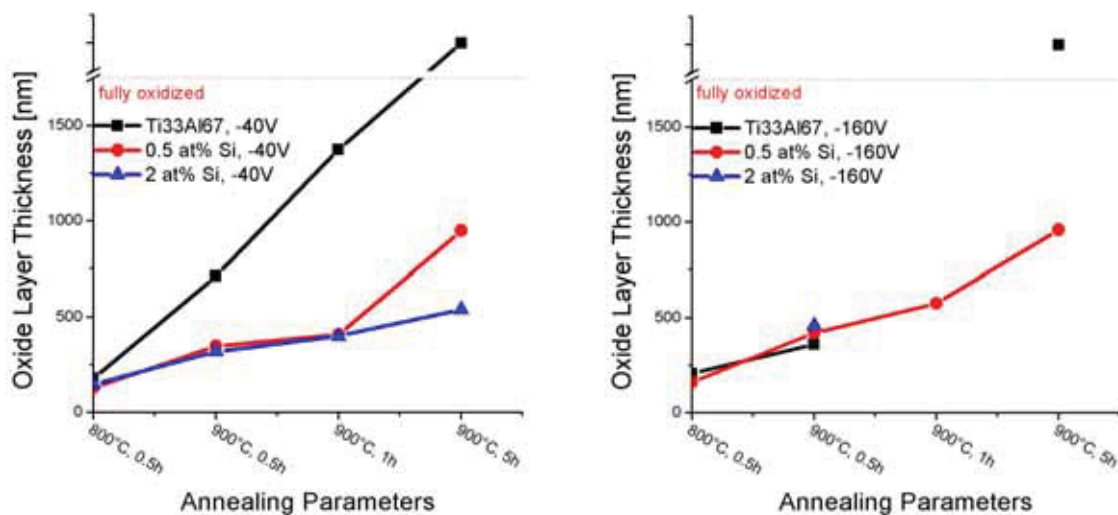 Oxide Layer Thickness [nm]
fully oxidized
1500
1000
500
0
Ti33Al67, -40V
0.5 at% Si, -40V
2 at% Si, -40V
800°C, 0.5h
900°C, 0.5h
900°C, 1h
900°C, 5h
Annealing Parameters
Oxide Layer Thickness [nm]
fully oxidized
1500
1000
500
0
Ti33Al67, -160V
0.5 at% Si, -160V
2 at% Si, -160V
800°C, 0.5h
900°C, 0.5h
900°C, 1h
900°C, 5h
Annealing Parameters